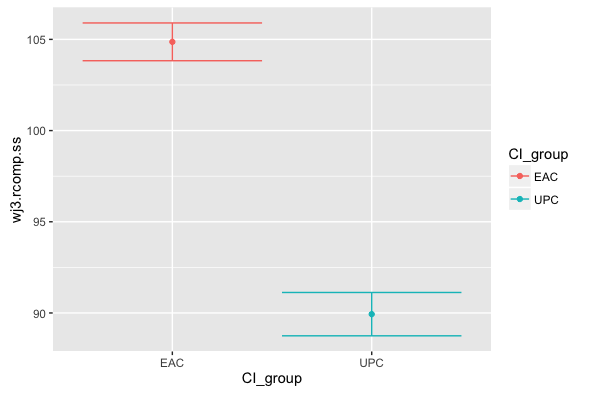 wj3.rcomp.ss
105
100
95
90
EAC
UPC
CI_group
CI_group
EAC
UPC